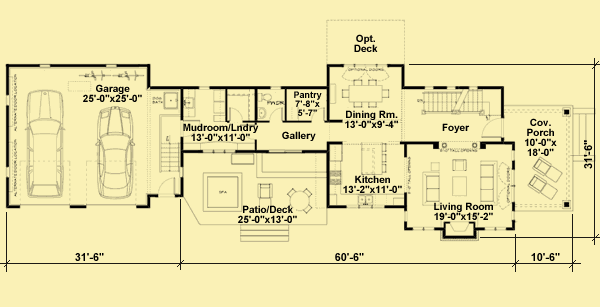 Opt.
Deck
Garage
25'-0"x25'-0"
Pantry
7'-8"x
5'-7"
Mudroom/Lndry
13'-0"x11'-0"
Gallery
Dining Rm.
13'-0"x9'-4"
Foyer
Cov.
Porch
10'-0"x
18'-0"
31'-6"
Kitchen
13'-2"x11'-0"
Living Room
19'-0"x15'-2"
Patio/Deck
25'-0"x13'-0"
SPA
31'-6"
60'-6"
10'-6"